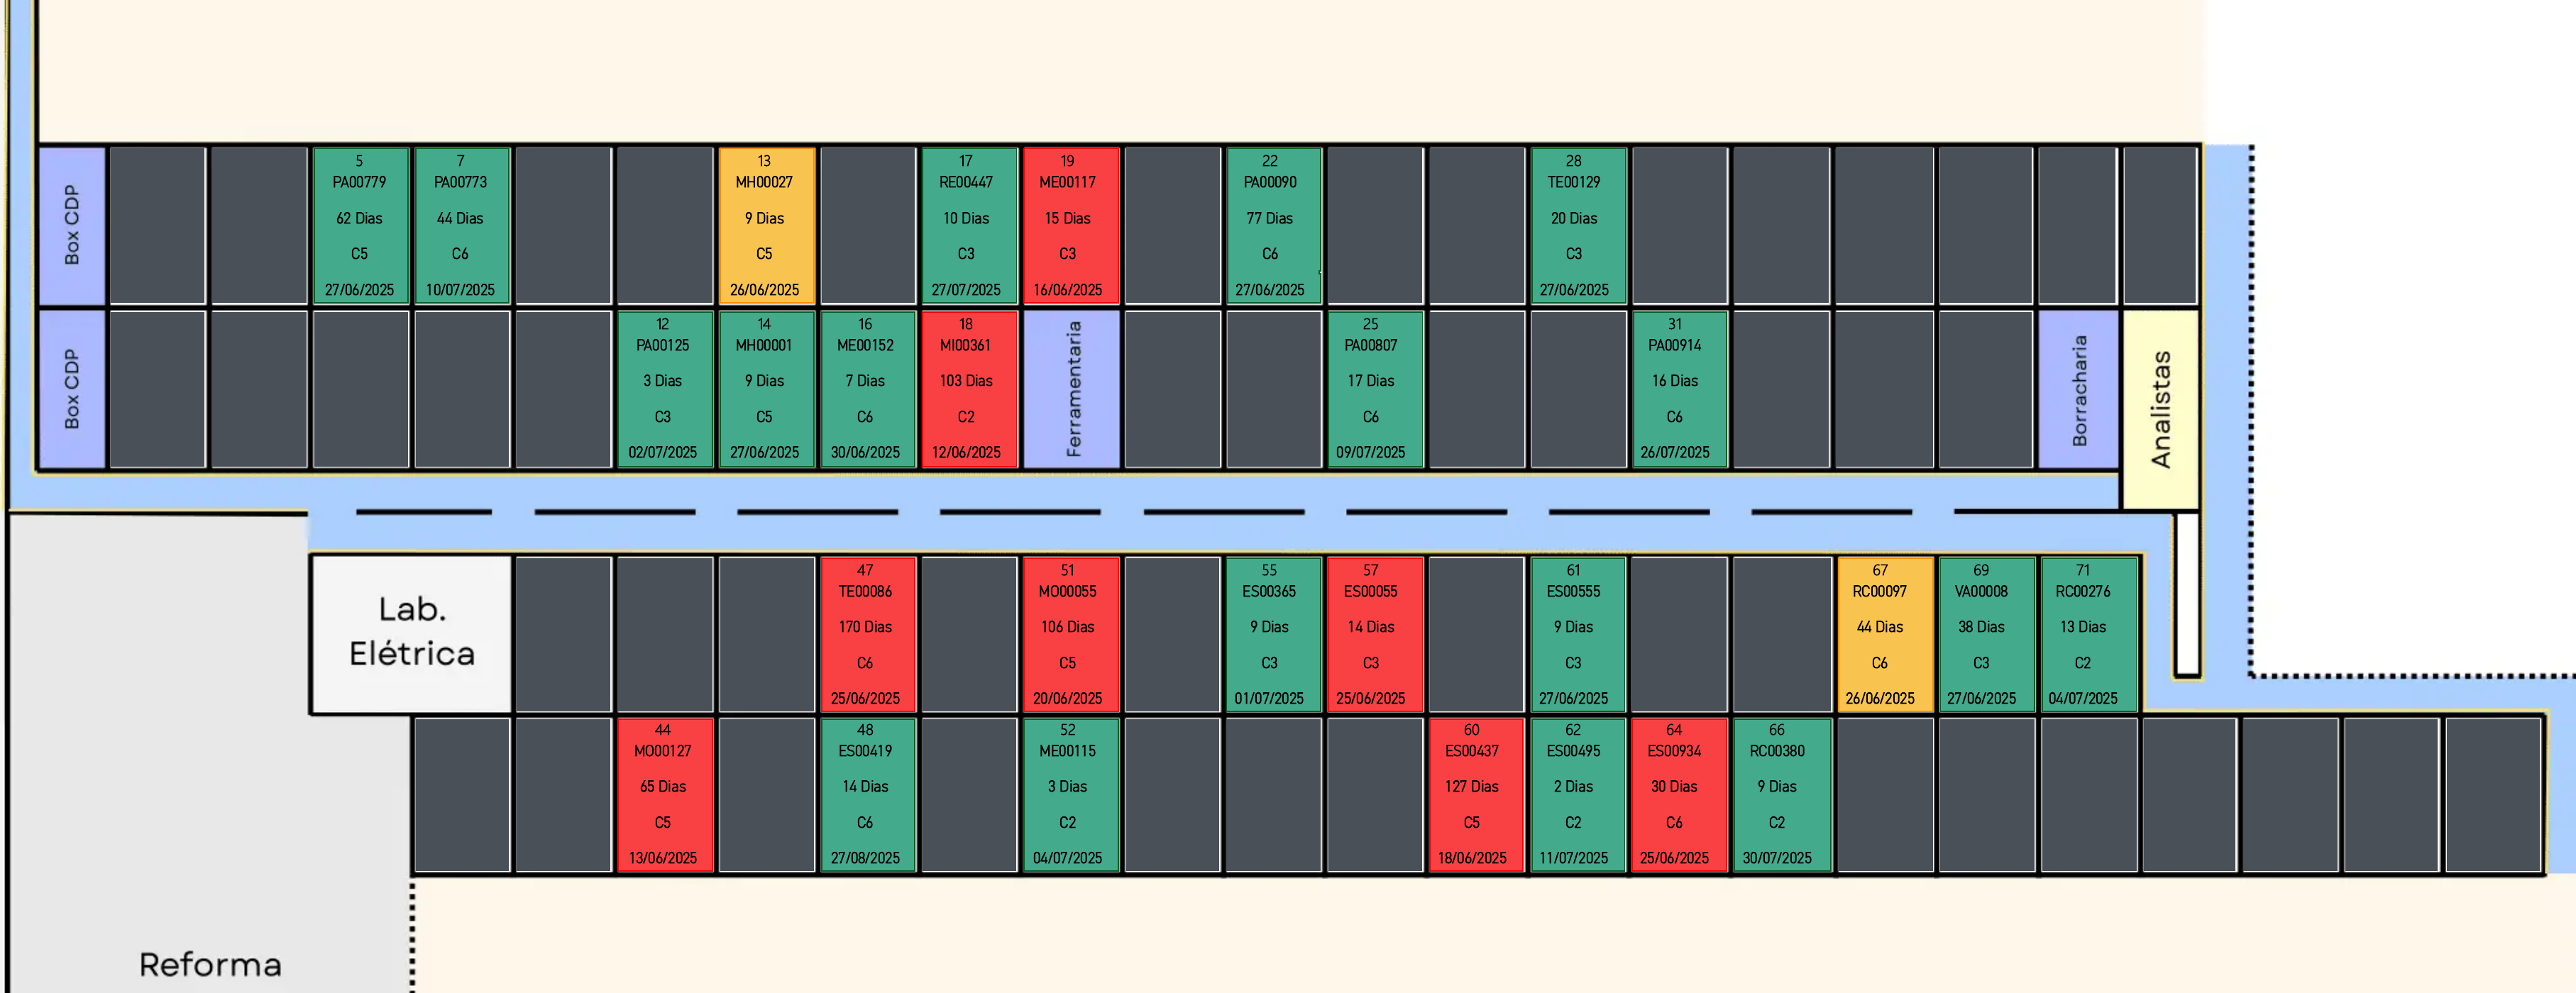 Box CDP
5
PA00779
62 Dias
C5
27/06/2025
7
PA00773
44 Dias
C6
10/07/2025
13
MH00027
9 Dias
C5
26/06/2025
17
RE00447
10 Dias
C3
27/07/2025
19
ME00117
15 Dias
C3
16/06/2025
22
PA00090
77 Dias
C6
27/06/2025
28
TE00129
20 Dias
C3
27/06/2025
Box CDP
12
PA00125
3 Dias
C3
02/07/2025
14
MH00001
9 Dias
C5
27/06/2025
16
ME00152
7 Dias
C6
30/06/2025
18
MI00361
103 Dias
C2
12/06/2025
Ferramentaria
25
PA00807
17 Dias
C6
09/07/2025
31
PA00914
16 Dias
C6
26/07/2025
Borracharia
Analistas
Lab.
Elétrica
47
TE00086
170 Dias
C6
25/06/2025
51
MO00055
106 Dias
C5
20/06/2025
55
ES00365
9 Dias
C3
01/07/2025
57
ES00055
14 Dias
C3
25/06/2025
61
ES00555
9 Dias
C3
27/06/2025
67
RC00097
44 Dias
C6
26/06/2025
69
VA00008
38 Dias
C3
27/06/2025
71
RC00276
13 Dias
C2
04/07/2025
44
MO00127
65 Dias
C5
13/06/2025
48
ES00419
14 Dias
C6
27/08/2025
52
ME00115
3 Dias
C2
04/07/2025
60
ES00437
127 Dias
C5
18/06/2025
62
ES00495
2 Dias
C2
11/07/2025
64
ES00934
30 Dias
C6
25/06/2025
66
RC00380
9 Dias
C2
30/07/2025
Reforma